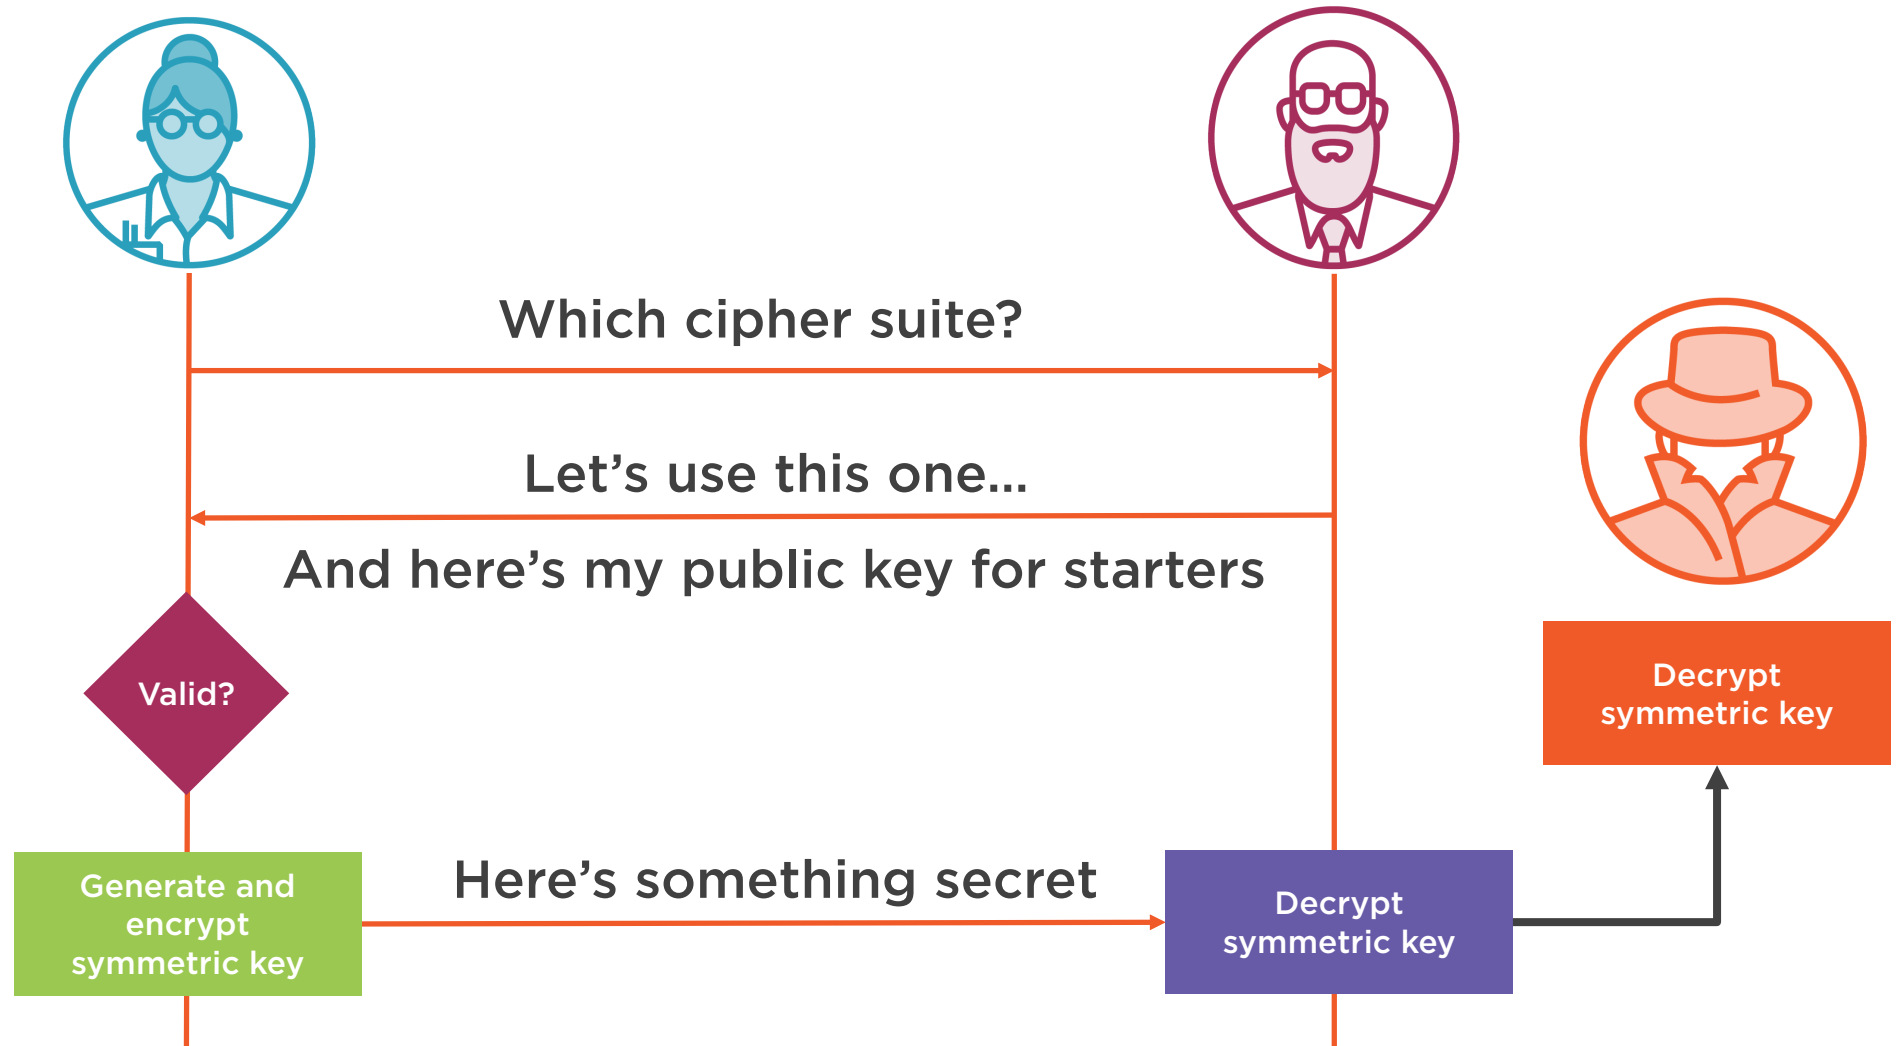 Which cipher suite?
Let’s use this one…
And here’s my public key for starters
Valid?
Decrypt
symmetric key
Generate and
encrypt
symmetric key
Here’s something secret
Decrypt
symmetric key